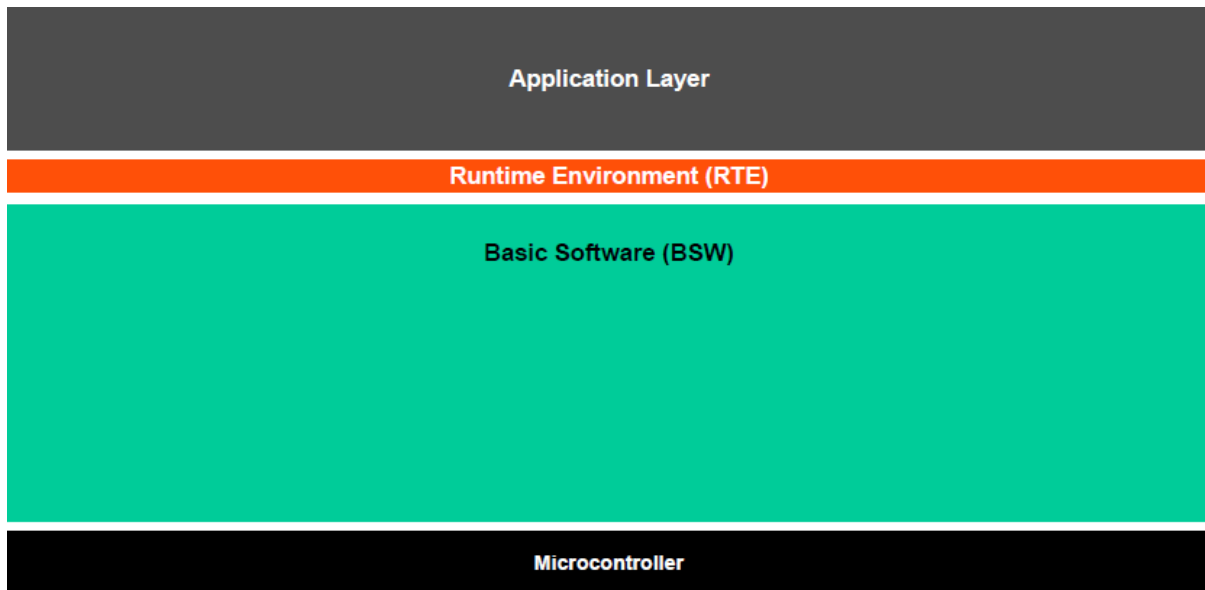 Application Layer
Runtime Environment (RTE)
Basic Software (BSW)
Microcontroller